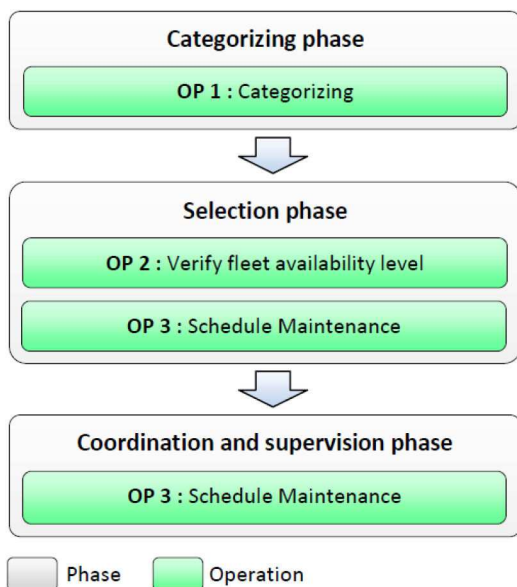 Categorizing phase
OP 1 : Categorizing
Selection phase
OP 2 : Verify fleet availability level
OP 3 : Schedule Maintenance
Coordination and supervision phase
OP 3 : Schedule Maintenance
Phase Operation